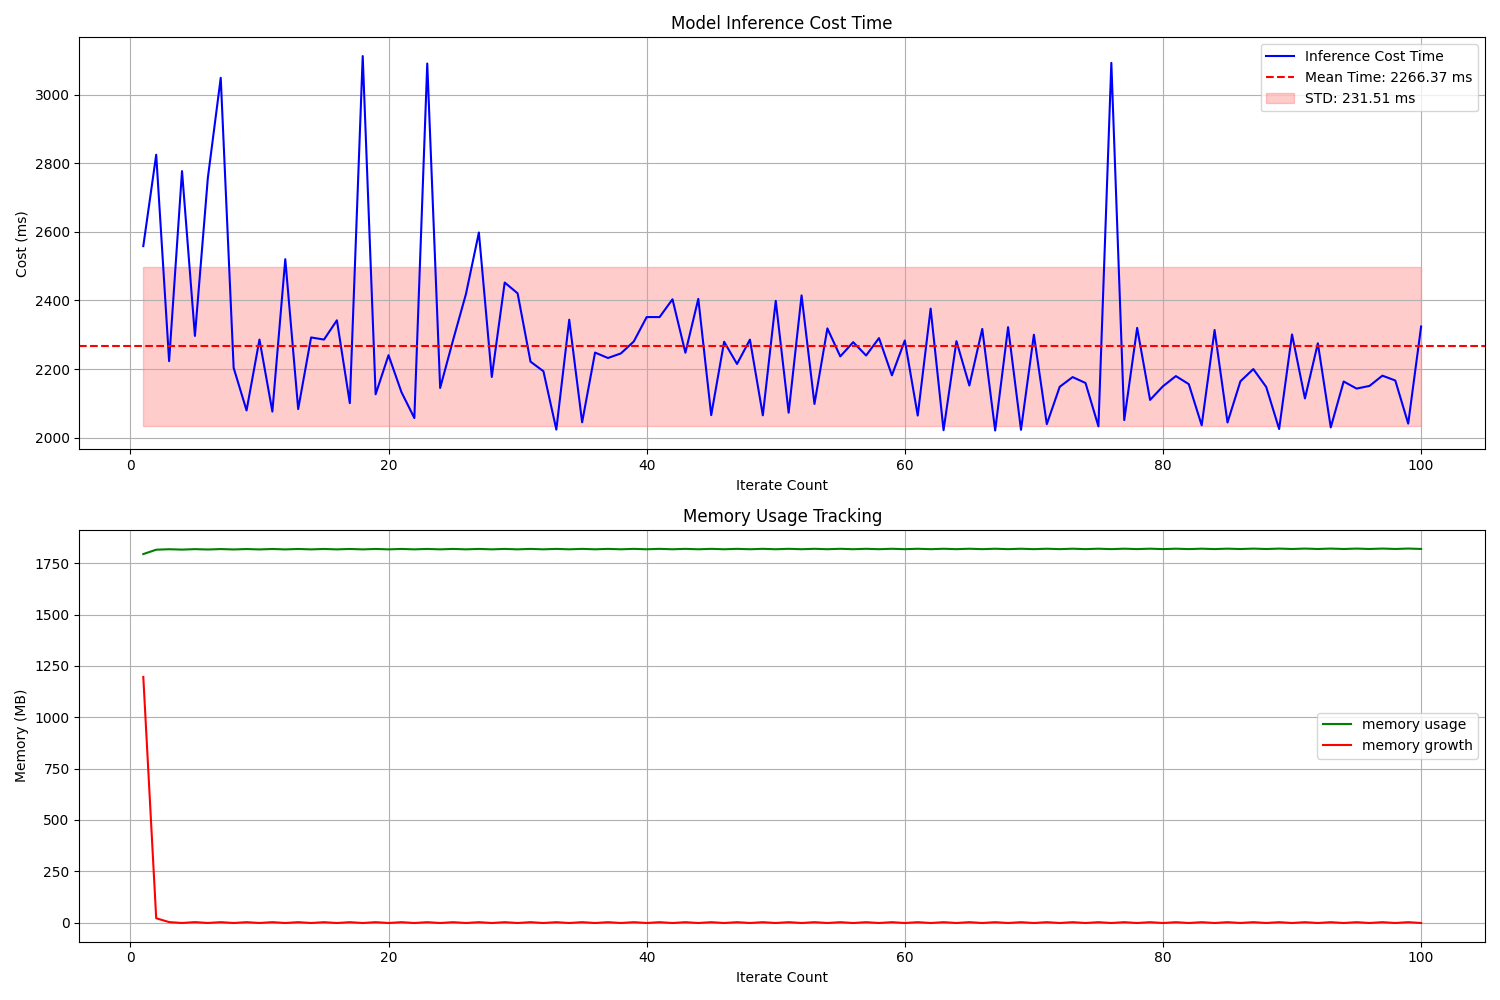 Model Inference Cost Time
Inference Cost Time
Mean Time: 2266.37 ms
STD: 231.51 ms
Cost (ms)
3000
2800
2600
2400
2200
2000
0 20 40 60 80 100
Iterate Count
Memory Usage Tracking
memory usage
memory growth
Memory (MB)
1750
1500
1250
1000
750
500
250
0
0 20 40 60 80 100
Iterate Count